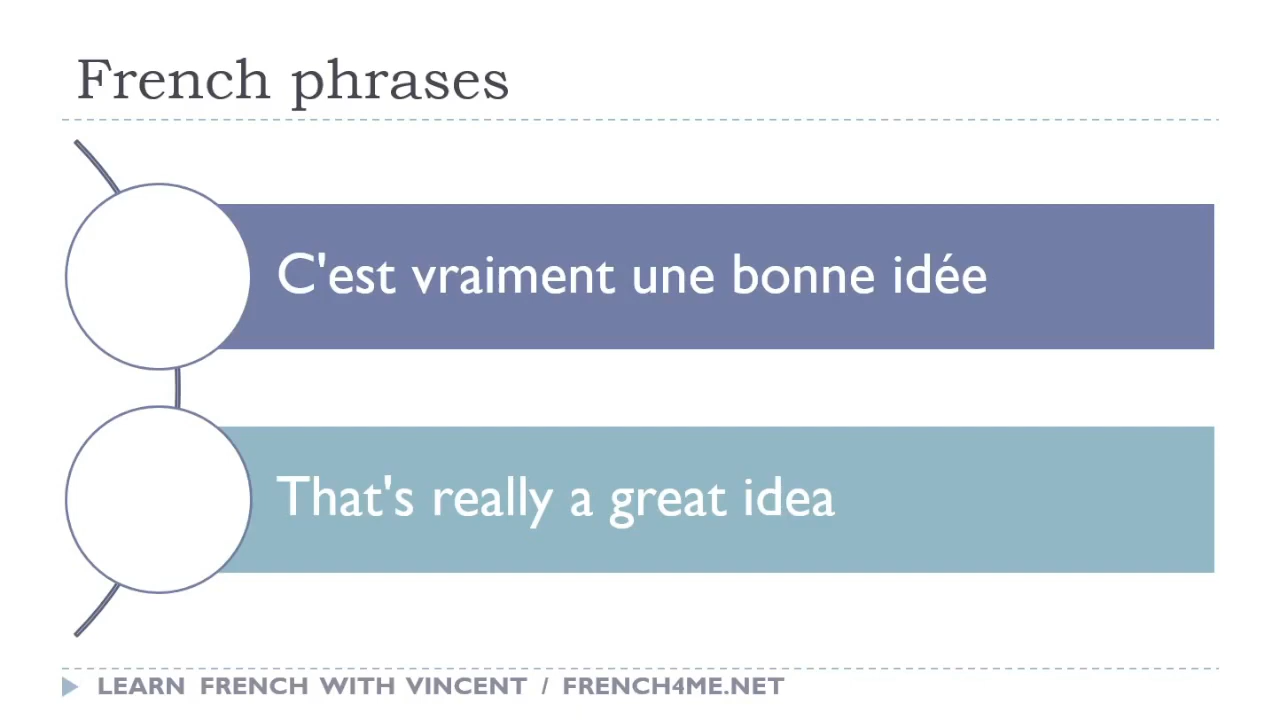 French phrases
C'est vraiment une bonne idée
That's really a great idea
LEARN FRENCH WITH VINCENT / FRENCH4ME.NET